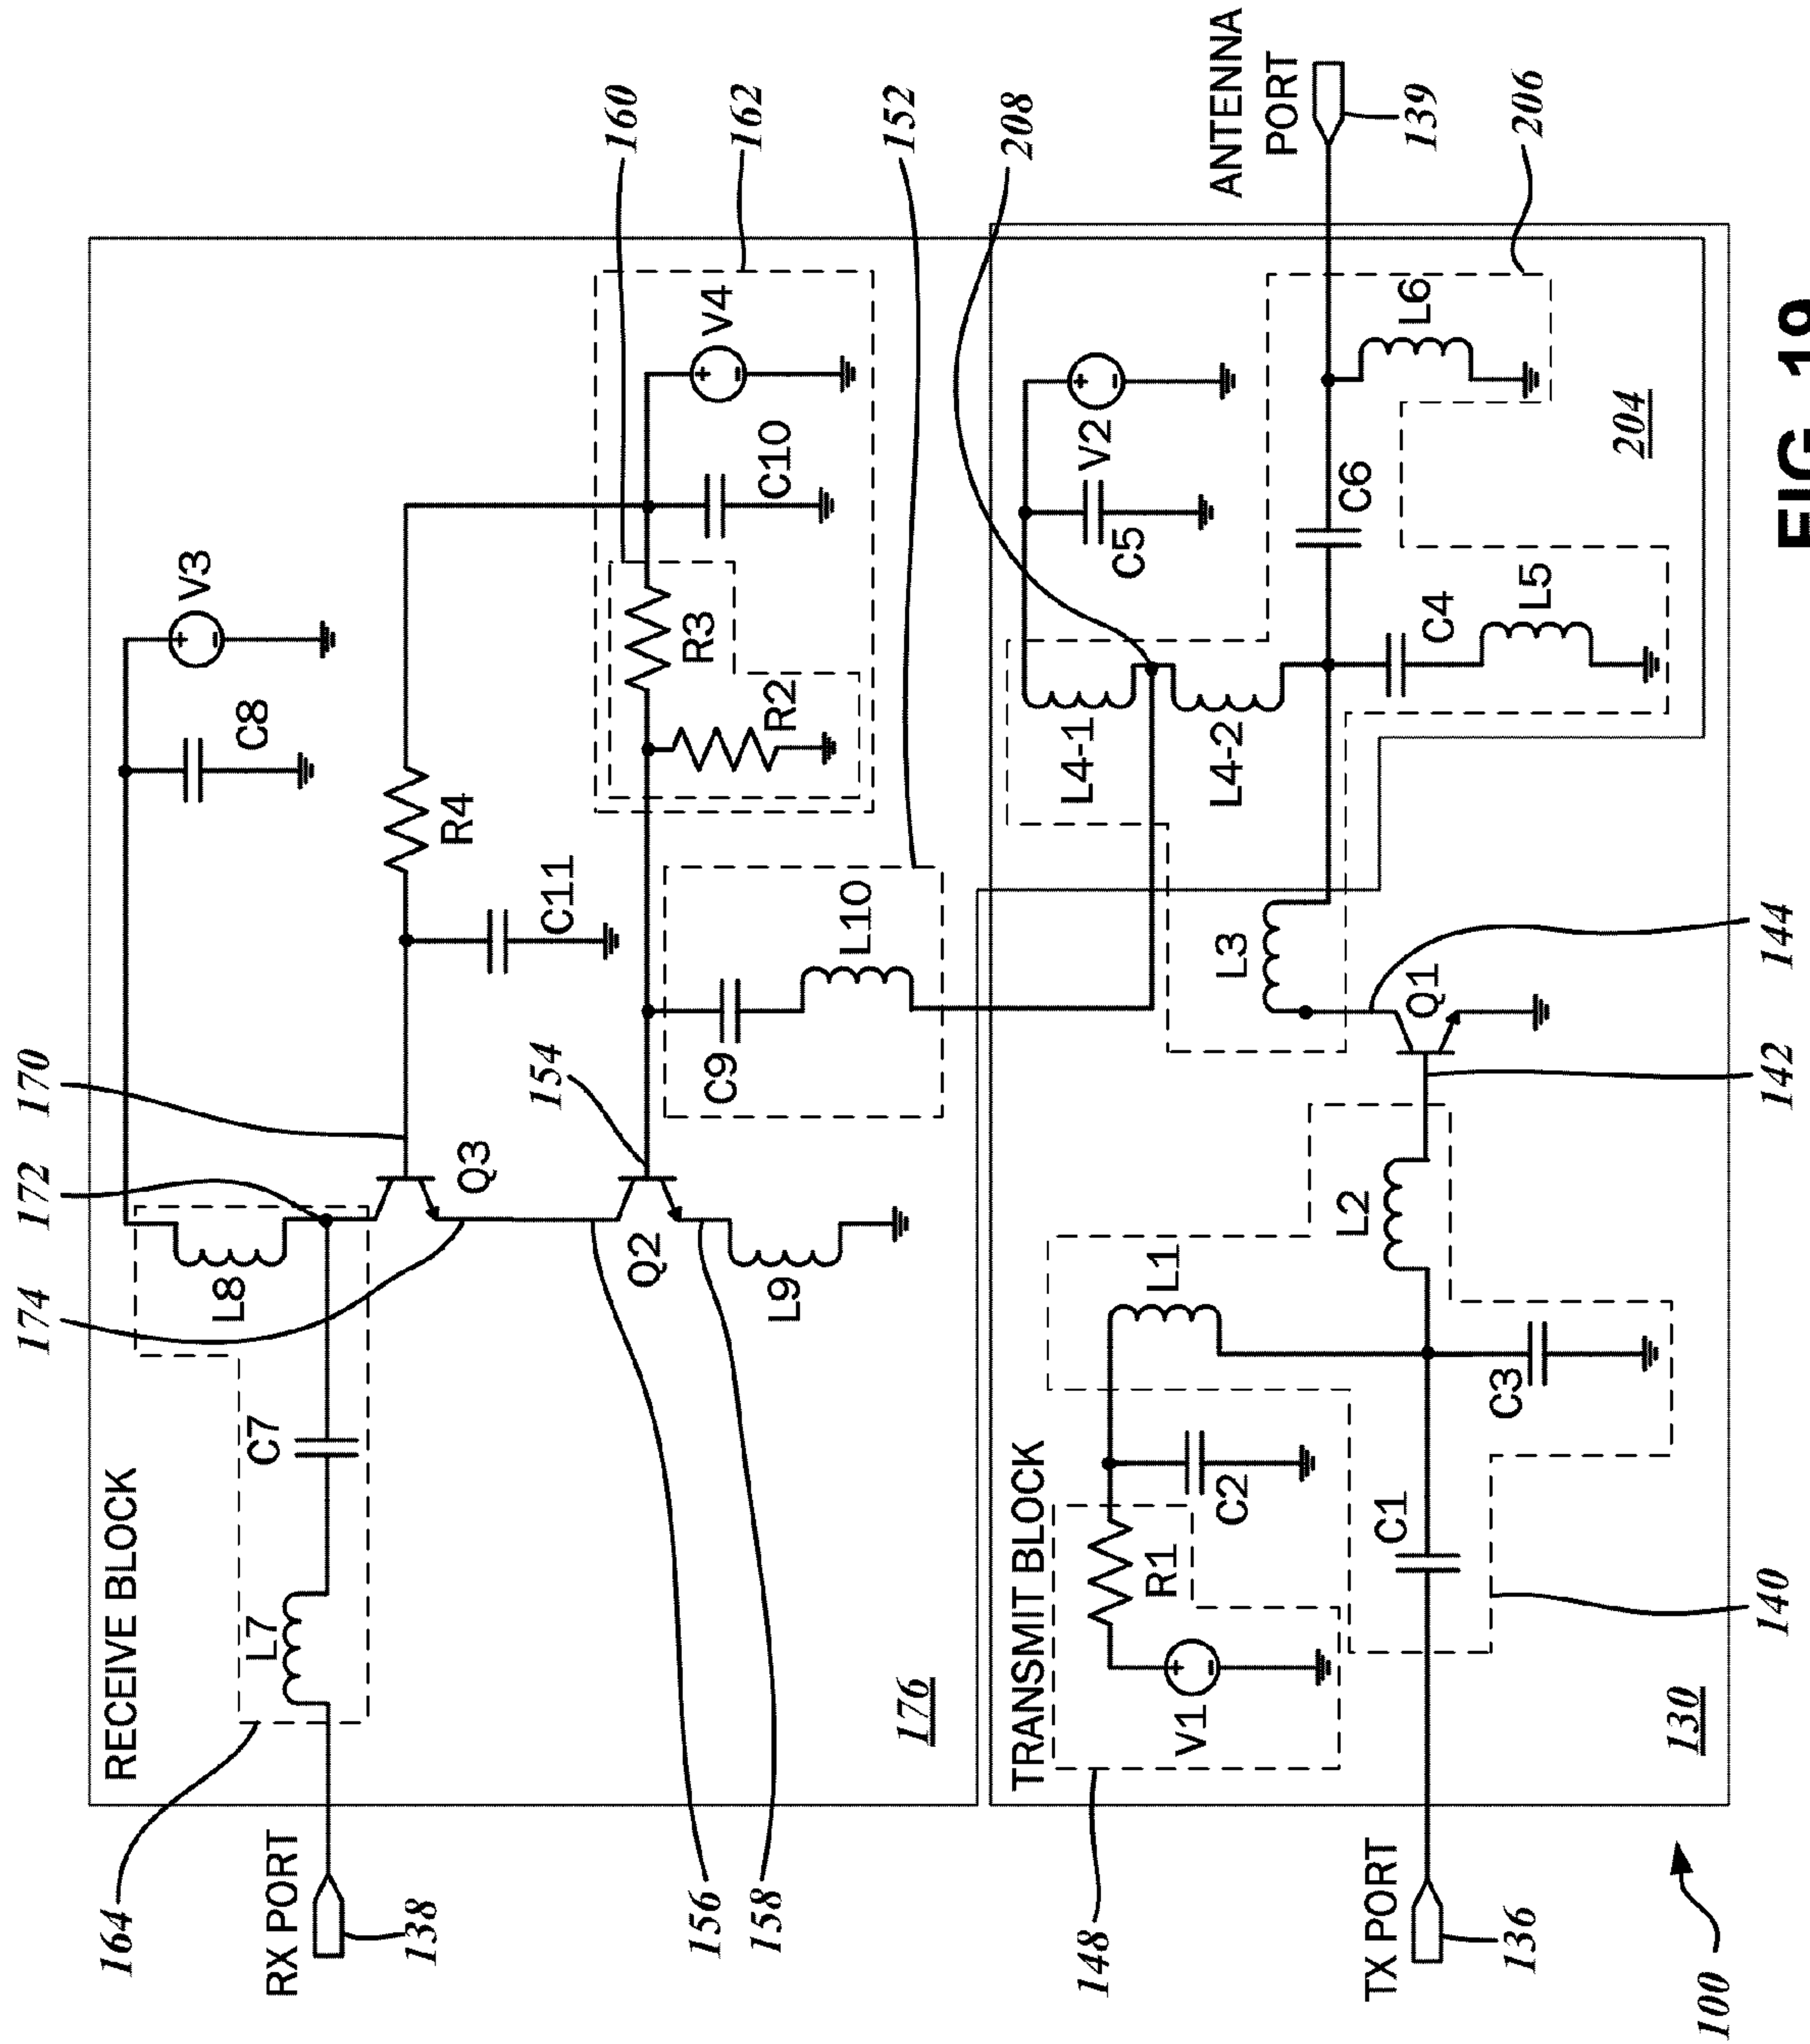 164
174
172
170
RECEIVE BLOCK
RX PORT
138
L7
C7
L8
C8
V3
Q3
R4
C11
160
162
154
Q2
L9
C9
L10
R2
R3
C10
V4
156
158
176
152
208
148
TRANSMIT BLOCK
V1
R1
C2
L1
L2
C3
C1
TX PORT
136
130
L4-1
L4-2
C5
V2
ANTENNA
PORT
139
206
L3
Q1
C4
L5
C6
L6
204
100
140
142
144
FIG 19